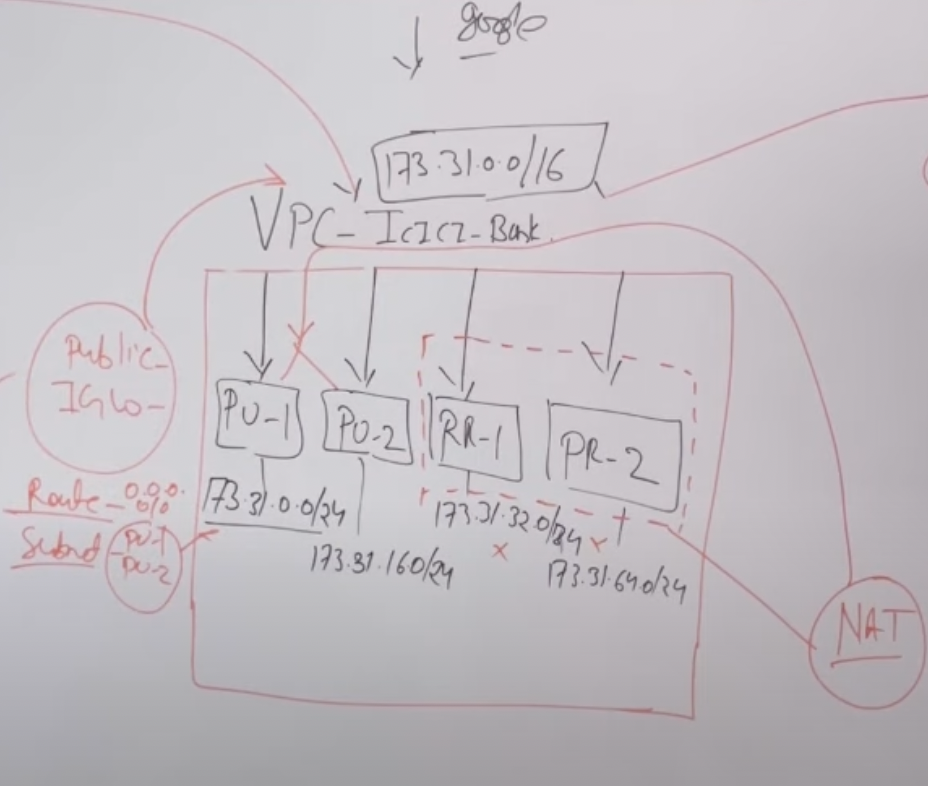 google
173.31.0.0/16
VPC-ICICI-Bank
Public-
IGW-
PU-1
PU-2
RR-1
PR-2
Route-0.0.0.
0/0
Subnd
-PU-1
PU-2
173.31.0.0/24
173.31.16.0/24
173.31.32.0/24
x
x
173.31.64.0/24
NAT